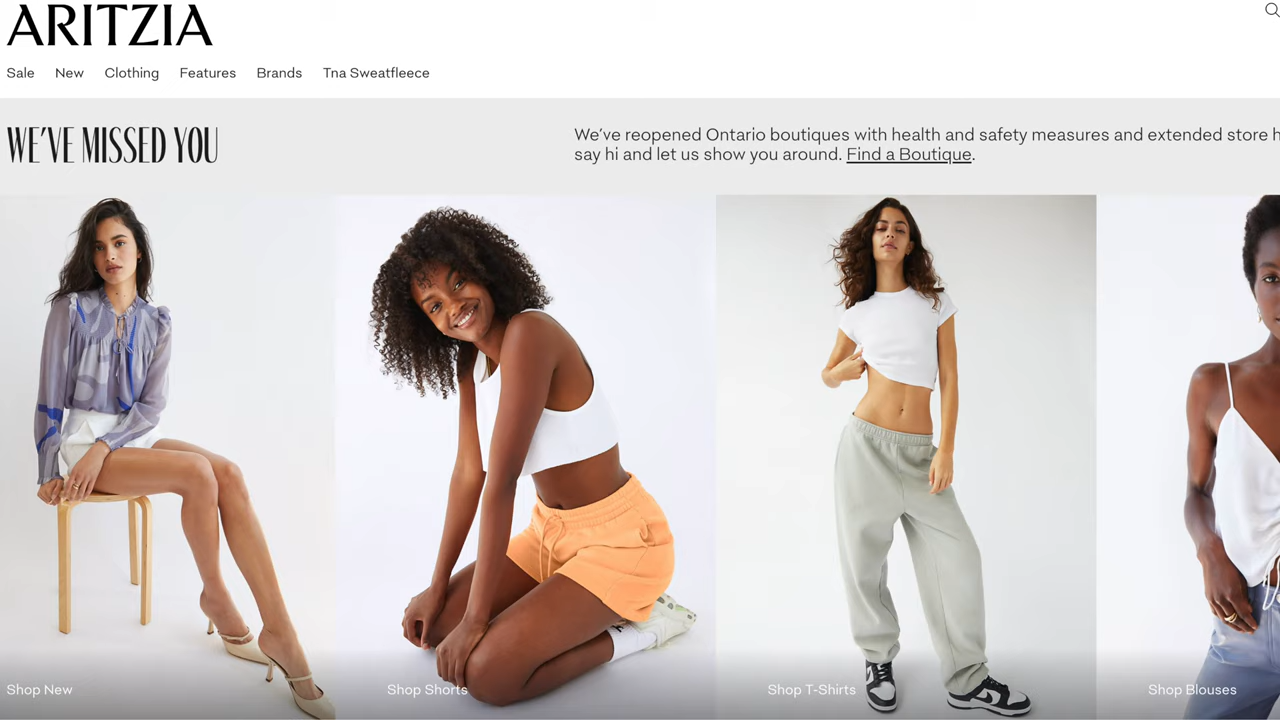 ARITZIA
Sale New Clothing Features Brands Tna Sweatfleece
WE'VE MISSED YOU
We've reopened Ontario boutiques with health and safety measures and extended store
say hi and let us show you around. Find a Boutique.
Shop New
Shop Shorts
Shop T-Shirts
Shop Blouses